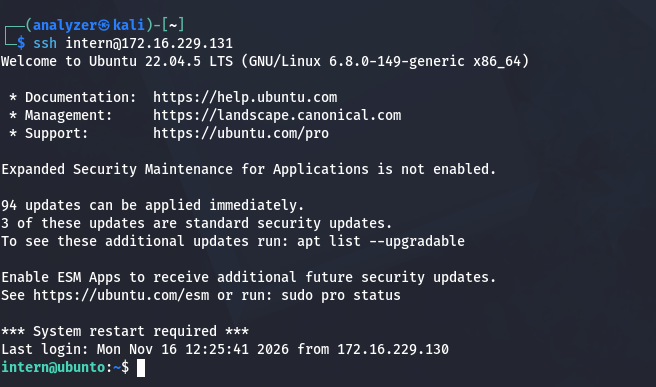 ┌──(analyzer㉿kali)-[~]
└─$ ssh intern@172.16.229.131
Welcome to Ubuntu 22.04.5 LTS (GNU/Linux 6.8.0-149-generic x86_64)

 * Documentation:  https://help.ubuntu.com
 * Management:     https://landscape.canonical.com
 * Support:        https://ubuntu.com/pro

Expanded Security Maintenance for Applications is not enabled.

94 updates can be applied immediately.
3 of these updates are standard security updates.
To see these additional updates run: apt list --upgradable

Enable ESM Apps to receive additional future security updates.
See https://ubuntu.com/esm or run: sudo pro status

*** System restart required ***
Last login: Mon Nov 16 12:25:41 2026 from 172.16.229.130
intern@ubunto:~$